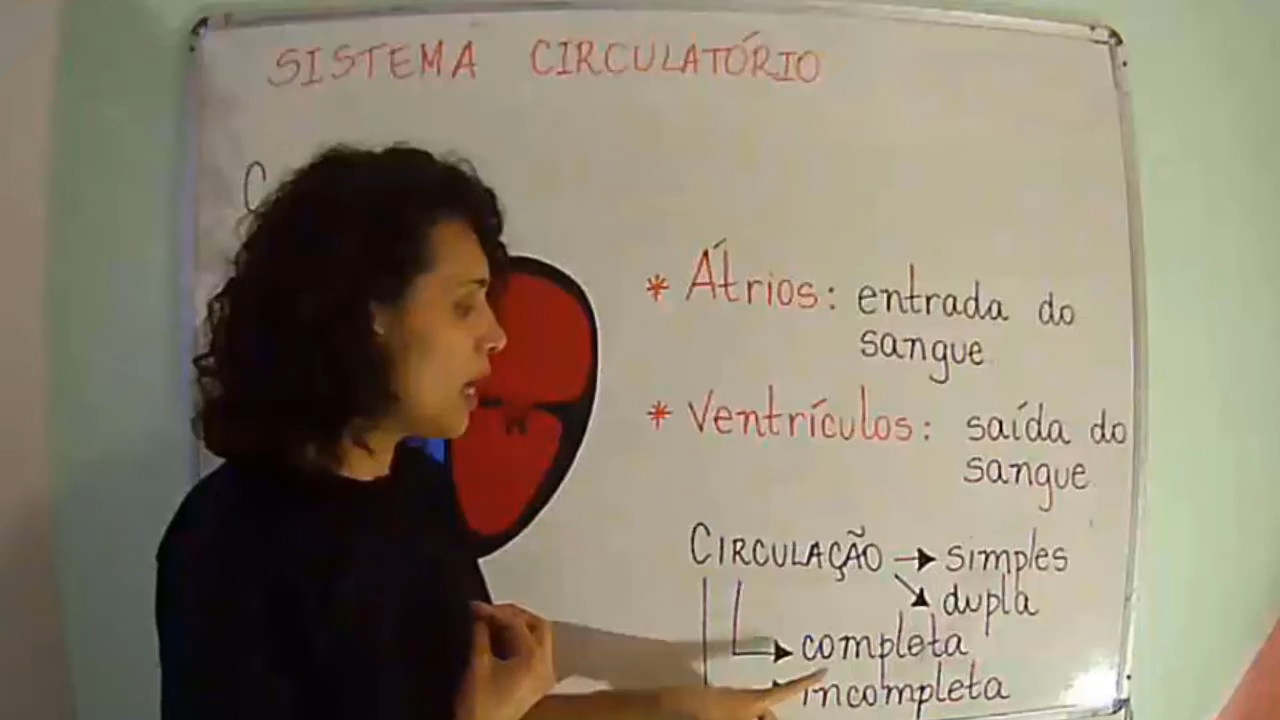 SISTEMA CIRCULATÓRIO
* Átrios: entrada do
sangue
* Ventrículos: saída do
sangue
CIRCULAÇÃO → simples
dupla
completa
incompleta